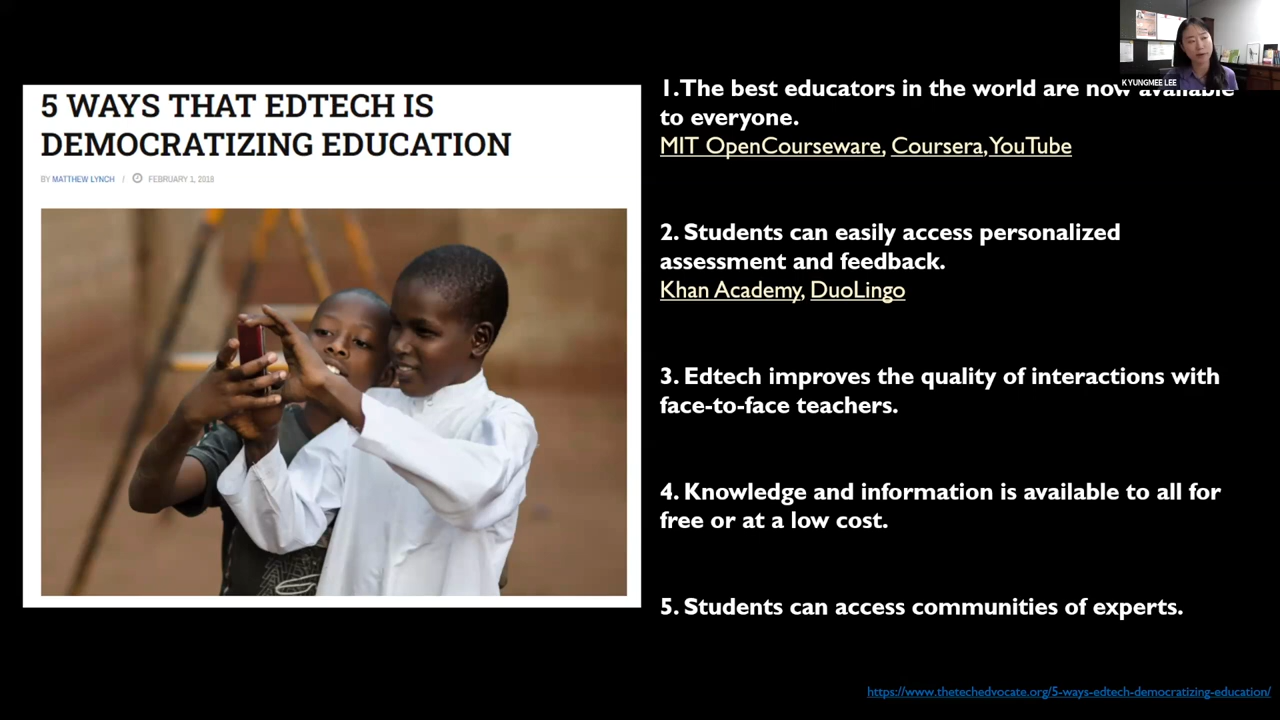 5 WAYS THAT EDTECH IS
DEMOCRATIZING EDUCATION
BY MATTHEW LYNCH / FEBRUARY 1, 2018
1.The best educators in the world are now available
to everyone.
MIT OpenCourseware, Coursera, YouTube
2. Students can easily access personalized
assessment and feedback.
Khan Academy, DuoLingo
3. Edtech improves the quality of interactions with
face-to-face teachers.
4. Knowledge and information is available to all for
free or at a low cost.
5. Students can access communities of experts.
https://www.thetechedvocate.org/5-ways-edtech-democratizing-education/
KYUNGMEE LEE